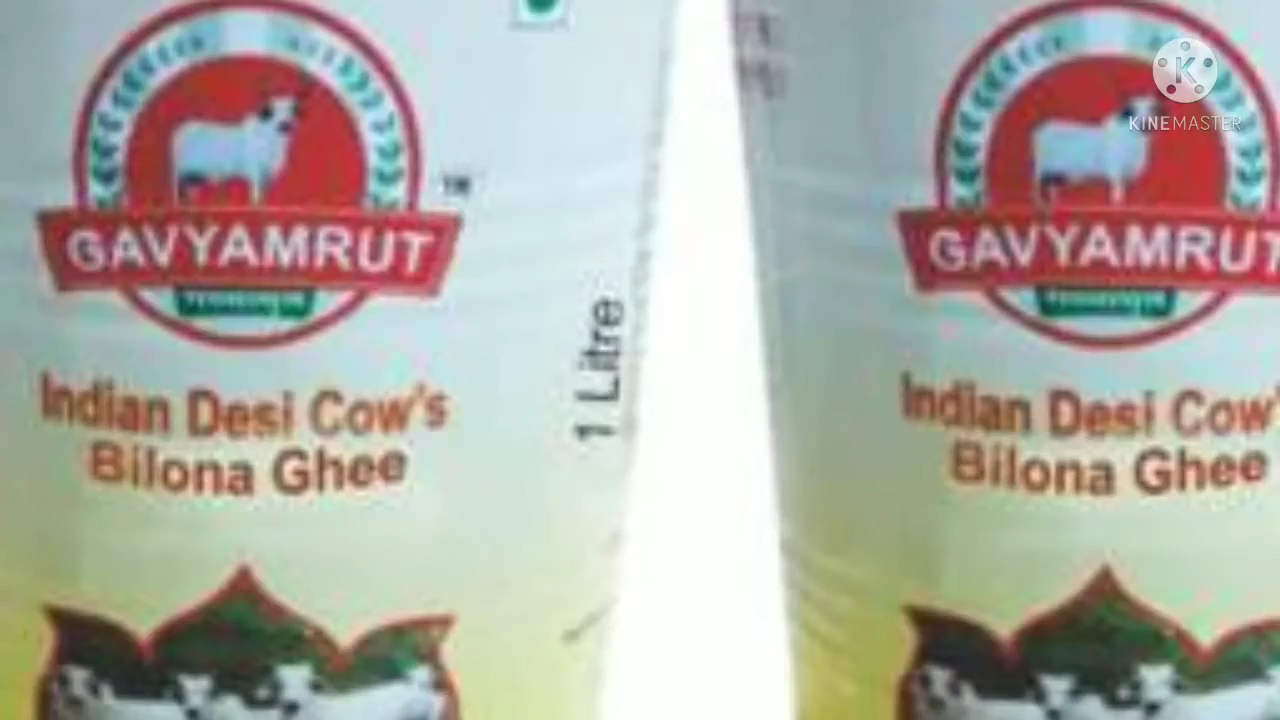 GAVYAMRUT
TM
Indian Desi Cow's
Bilona Ghee
1 Litre
GAVYAMRUT
Indian Desi Cow'
Bilona Ghee
KINEMASTER